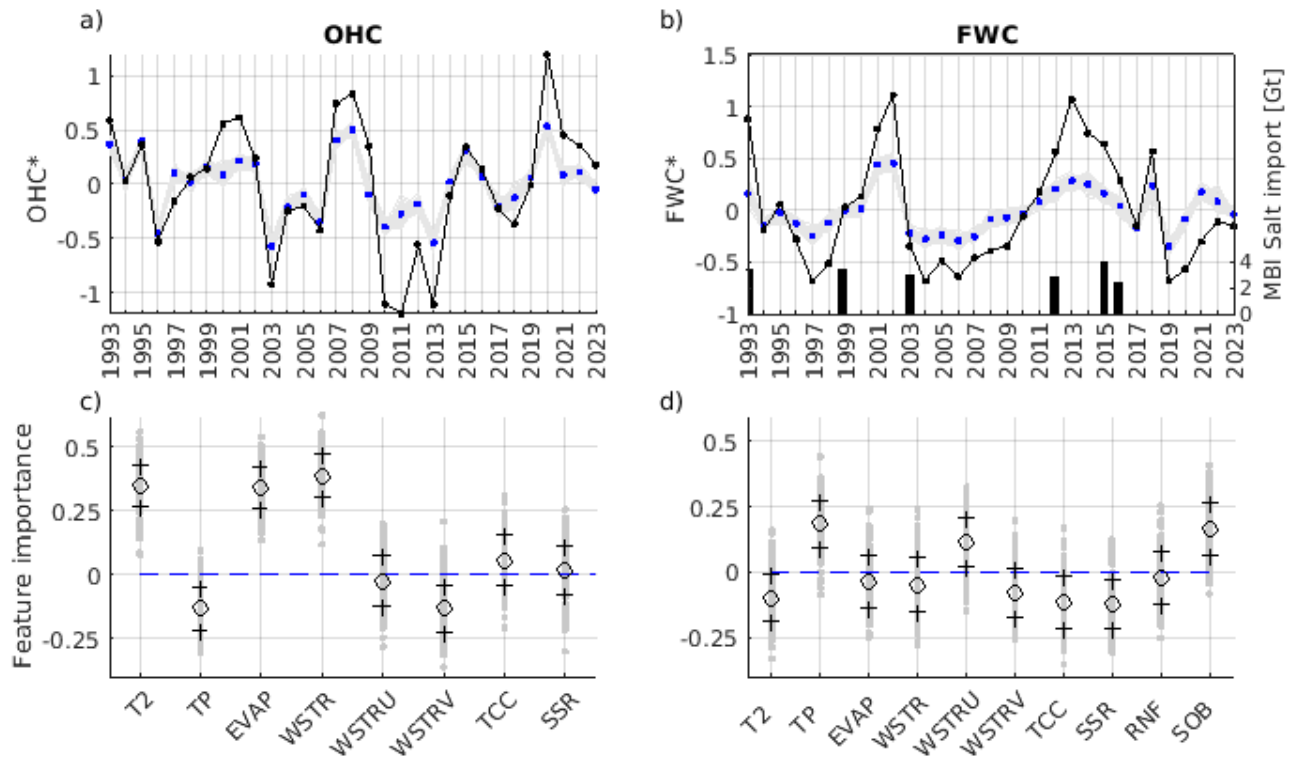 a)
OHC
OHC*
1
0.5
0
-0.5
-1
1993 1995 1997 1999 2001 2003 2005 2007 2009 2011 2013 2015 2017 2019 2021 2023
b)
FWC
FWC*
1.5
1
0.5
0
-0.5
-1
MBI Salt import [Gt]
4
2
0
1993 1995 1997 1999 2001 2003 2005 2007 2009 2011 2013 2015 2017 2019 2021 2023
c)
Feature importance
0.5
0.25
0
-0.25
T2 TP EVAP WSTR WSTRU WSTRV TCC SSR
d)
0.5
0.25
0
-0.25
T2 TP EVAP WSTR WSTRU WSTRV TCC SSR RNF SOB